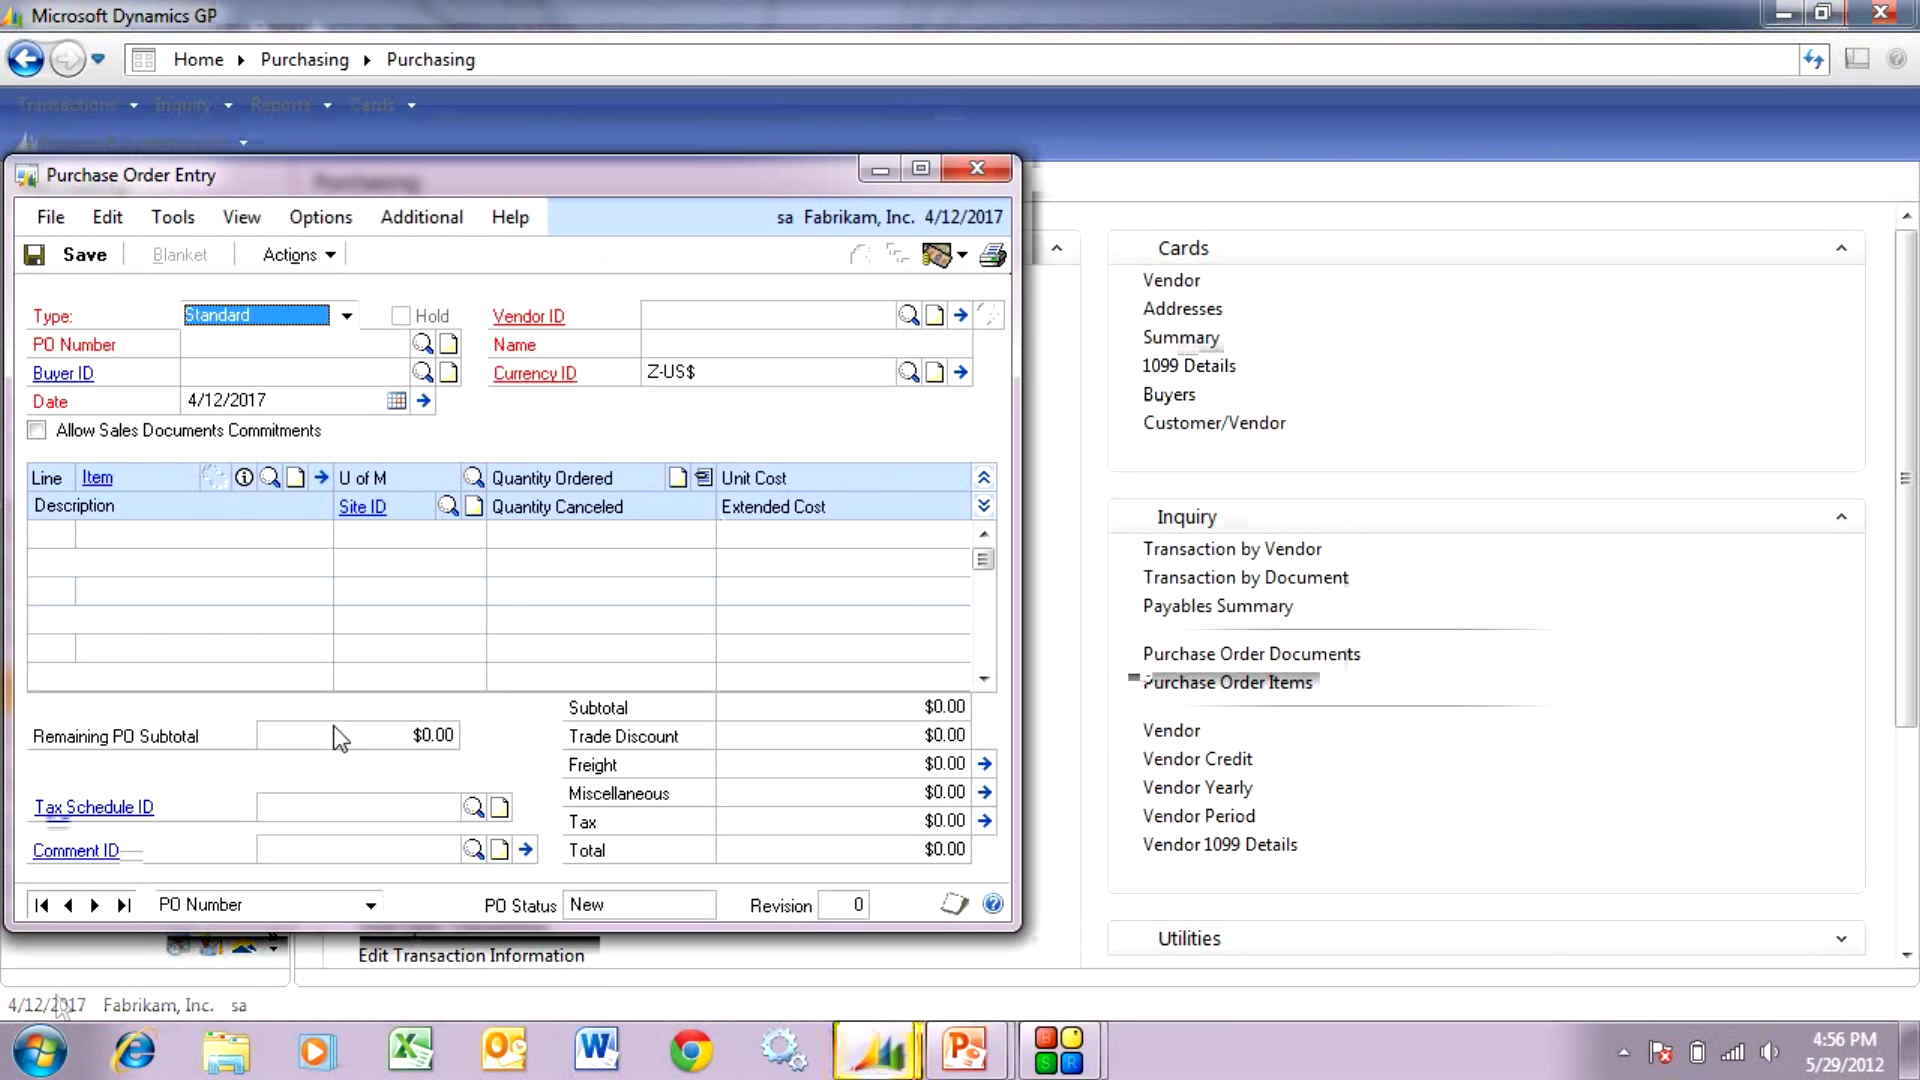 Microsoft Dynamics GP
Home Purchasing Purchasing
Transactions Inquiry Reports Cards
Purchase Order Entry
Purchasing
File Edit Tools View Options Additional Help sa Fabrikam, Inc. 4/12/2017
Save Blanket Actions
Type: Standard Hold Vendor ID
PO Number Name
Buyer ID Currency ID Z-US$
Date 4/12/2017
Allow Sales Documents Commitments
Line Item U of M Quantity Ordered Unit Cost
Description Site ID Quantity Canceled Extended Cost
Subtotal $0.00
Remaining PO Subtotal $0.00 Trade Discount $0.00
Freight $0.00
Miscellaneous $0.00
Tax Schedule ID Tax $0.00
Comment ID Total $0.00
PO Number PO Status New Revision 0
Edit Transaction Information
Cards
Vendor
Addresses
Summary
1099 Details
Buyers
Customer/Vendor
Inquiry
Transaction by Vendor
Transaction by Document
Payables Summary
Purchase Order Documents
Purchase Order Items
Vendor
Vendor Credit
Vendor Yearly
Vendor Period
Vendor 1099 Details
Utilities
4/12/2017 Fabrikam, Inc. sa
4:56 PM
5/29/2012